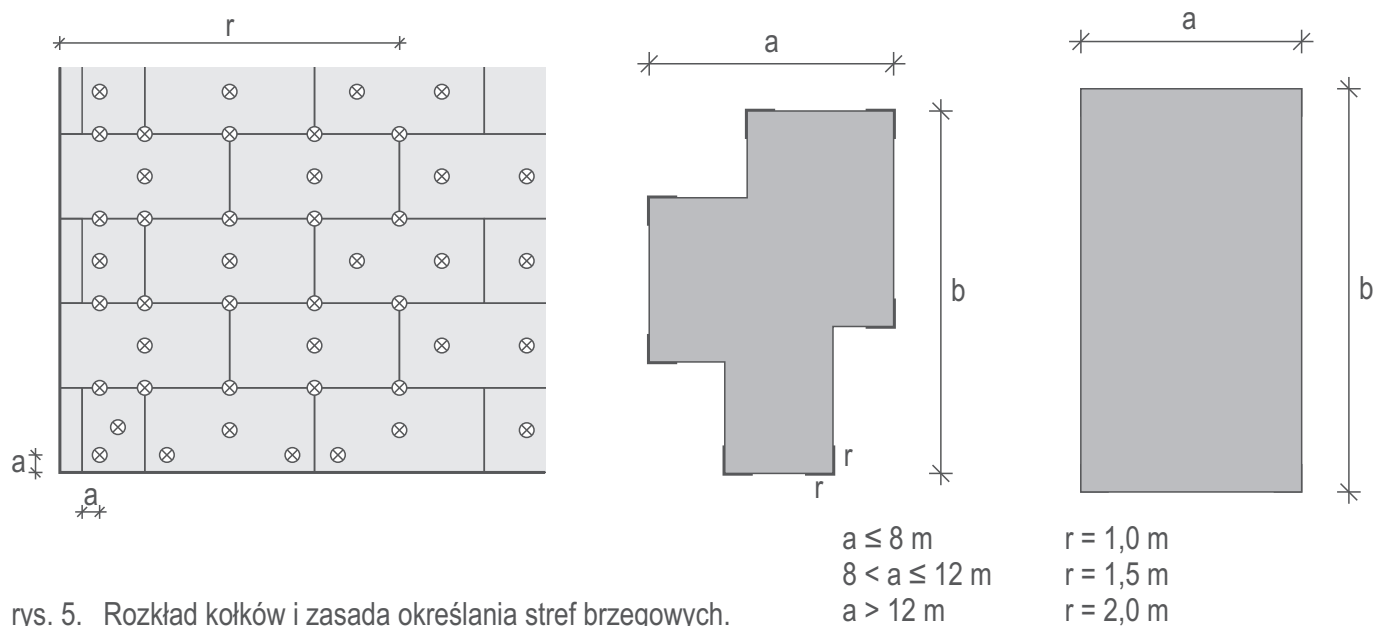 r
a
a
a
b
r
r
a
b
a ≤ 8 m r = 1,0 m
8 < a ≤ 12 m r = 1,5 m
a > 12 m r = 2,0 m
rys. 5. Rozkład kołków i zasada określania stref brzegowych.